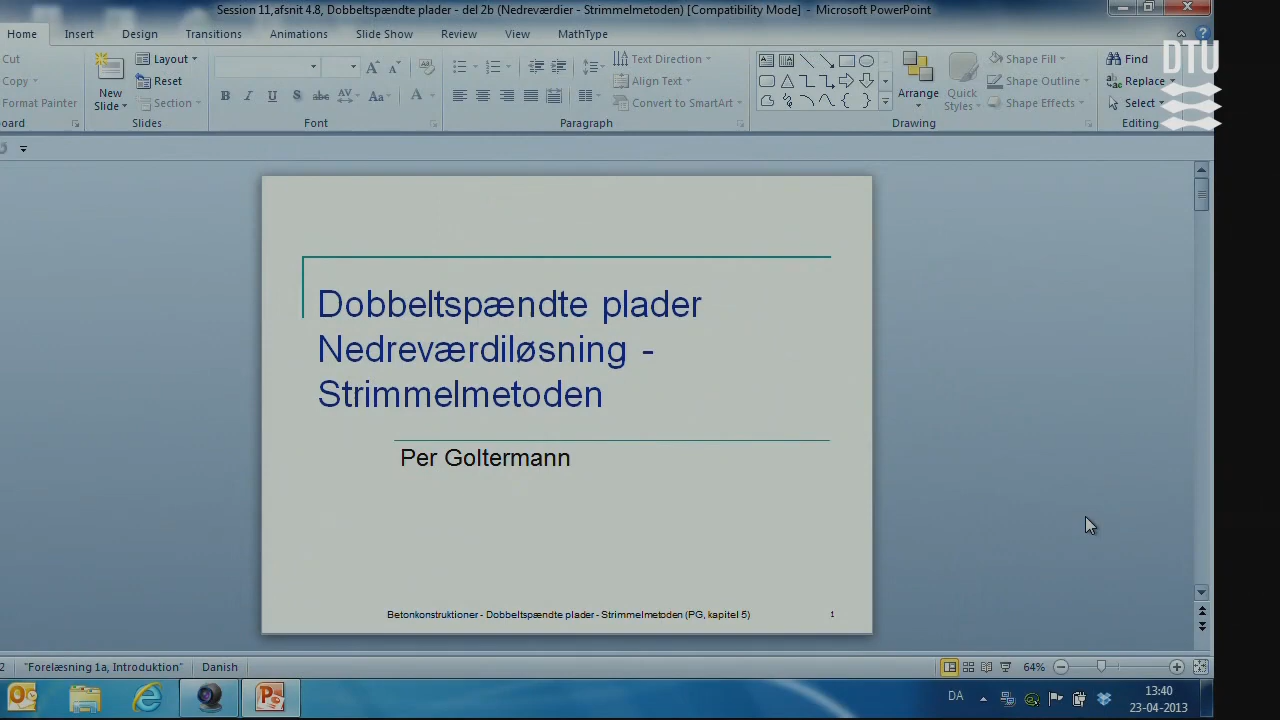 Session 11,afsnit 4.8, Dobbeltspændte plader - del 2b (Nedreværdier - Strimmelmetoden) [Compatibility Mode] - Microsoft PowerPoint
Home Insert Design Transitions Animations Slide Show Review View MathType
DTU
Cut
Copy
Format Painter
oard
New Slide
Layout
Reset
Section
Slides
B I U S abc AV Aa A
Font
Text Direction
Align Text
Convert to SmartArt
Paragraph
Arrange
Quick Styles
Shape Fill
Shape Outline
Shape Effects
Drawing
Find
Replace
Select
Editing
Dobbeltspændte plader
Nedreværdiløsning -
Strimmelmetoden
Per Goltermann
Betonkonstruktioner - Dobbeltspændte plader - Strimmelmetoden (PG, kapitel 5) 1
2 "Forelæsning 1a, Introduktion" Danish 64%
DA 13:40
23-04-2013